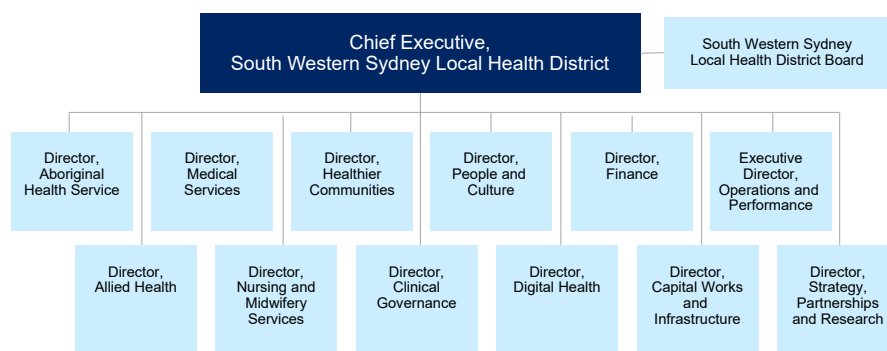 Chief Executive,
South Western Sydney Local Health District
South Western Sydney
Local Health District Board
Director,
Aboriginal
Health Service
Director,
Medical
Services
Director,
Healthier
Communities
Director,
People and
Culture
Director,
Finance
Executive
Director,
Operations and
Performance
Director,
Allied Health
Director,
Nursing and
Midwifery
Services
Director,
Clinical
Governance
Director,
Digital Health
Director,
Capital Works
and
Infrastructure
Director,
Strategy,
Partnerships
and Research